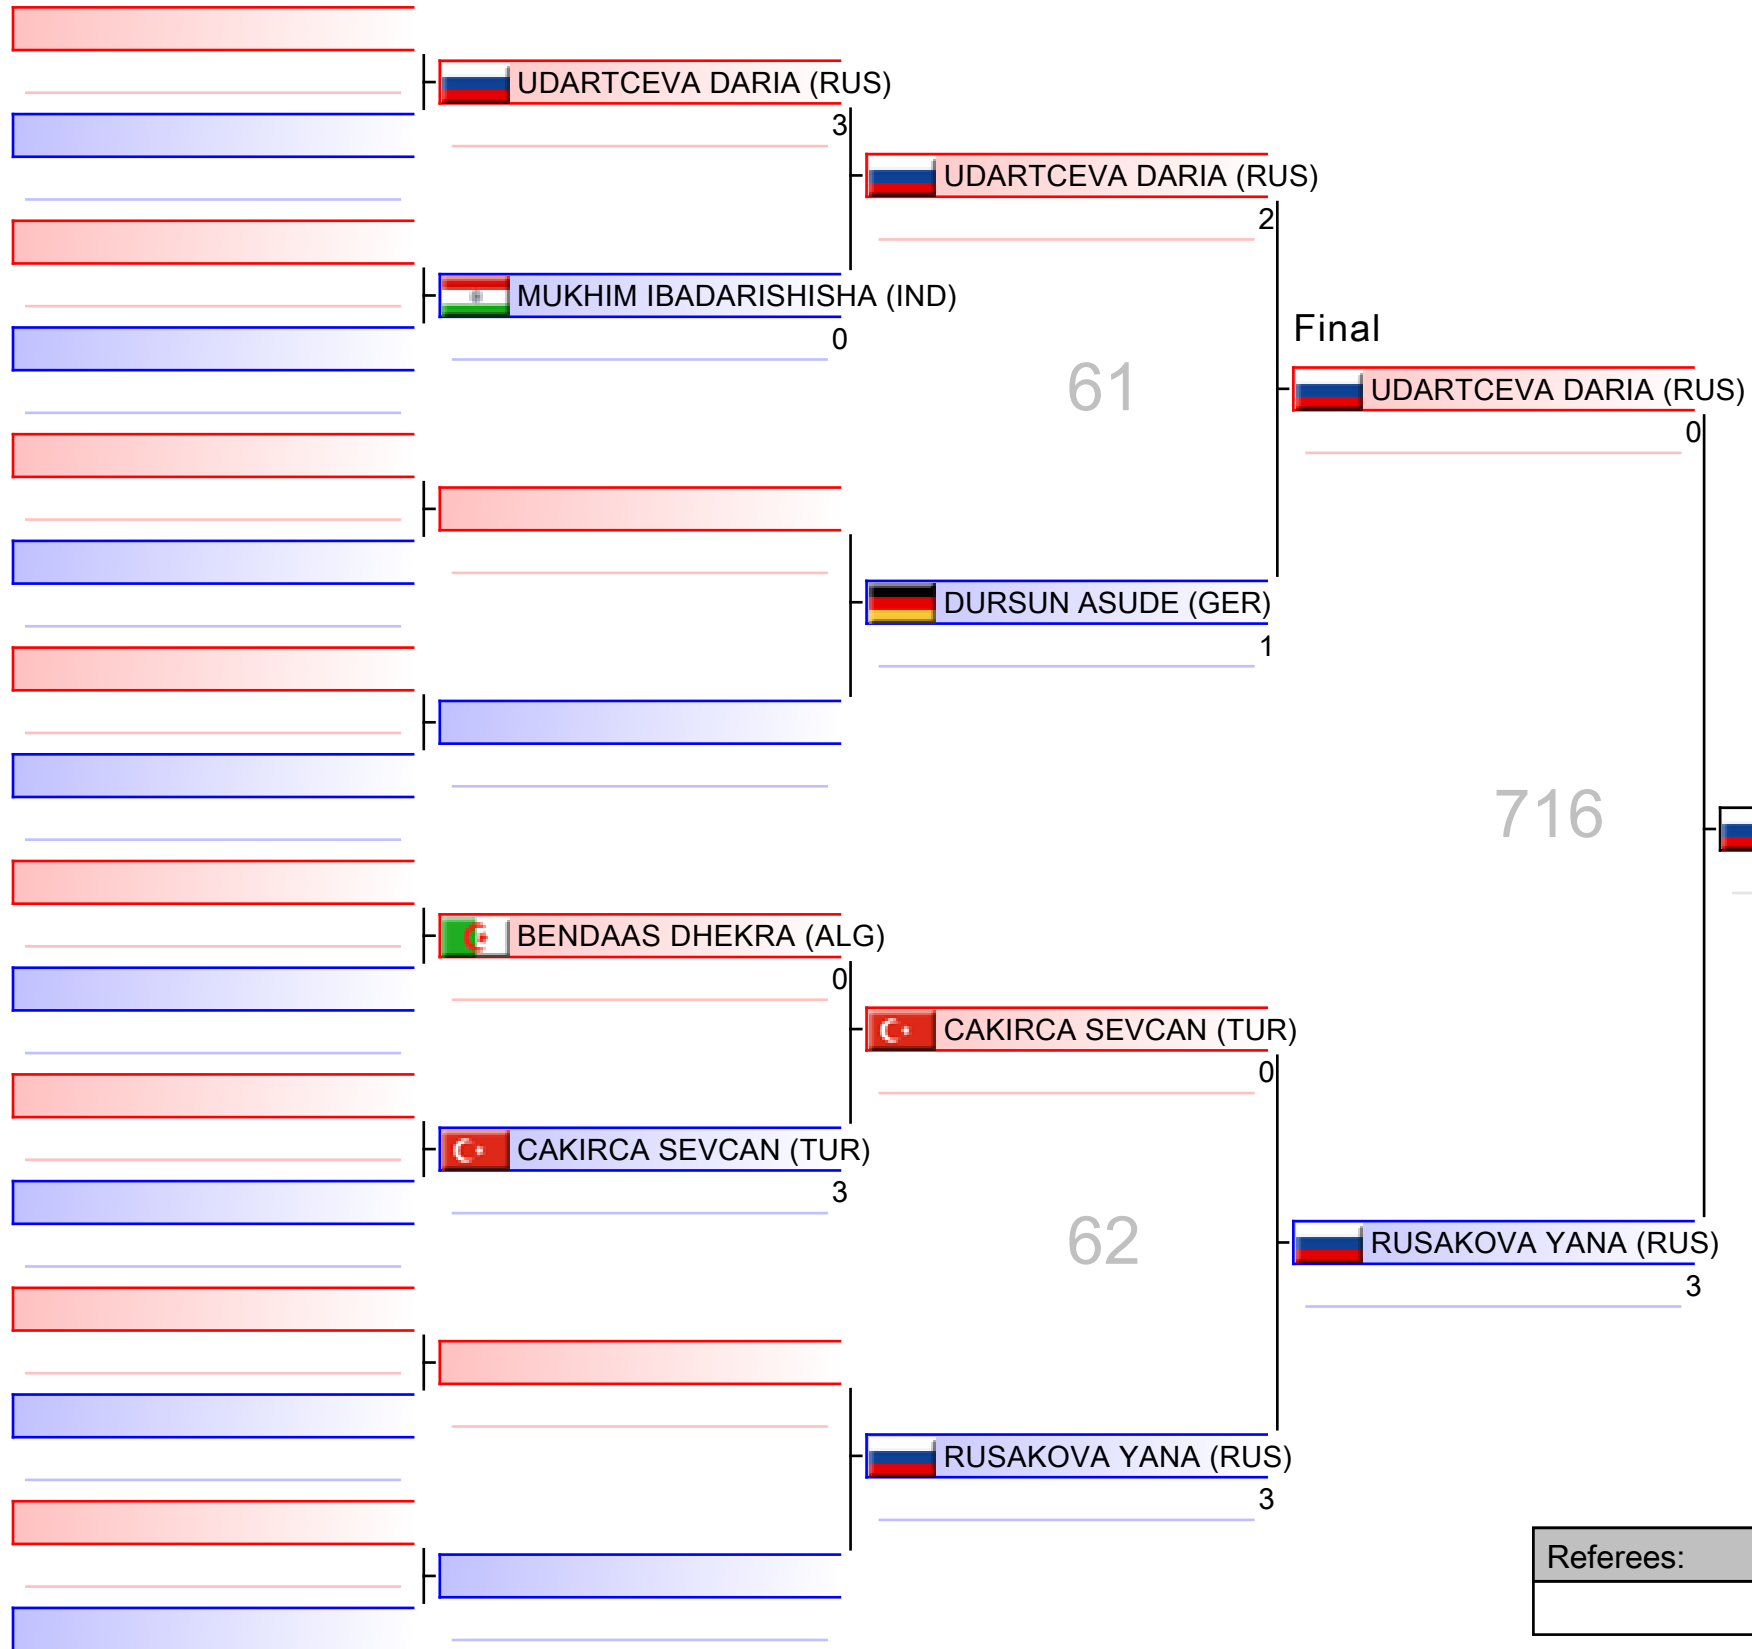 UDARTCEVA DARIA (RUS)
3
UDARTCEVA DARIA (RUS)
2
MUKHIM IBADARISHISHA (IND)
0
Final
61
UDARTCEVA DARIA (RUS)
0
DURSUN ASUDE (GER)
1
716
BENDAAS DHEKRA (ALG)
0
CAKIRCA SEVCAN (TUR)
0
CAKIRCA SEVCAN (TUR)
3
62
RUSAKOVA YANA (RUS)
3
RUSAKOVA YANA (RUS)
3
Referees: